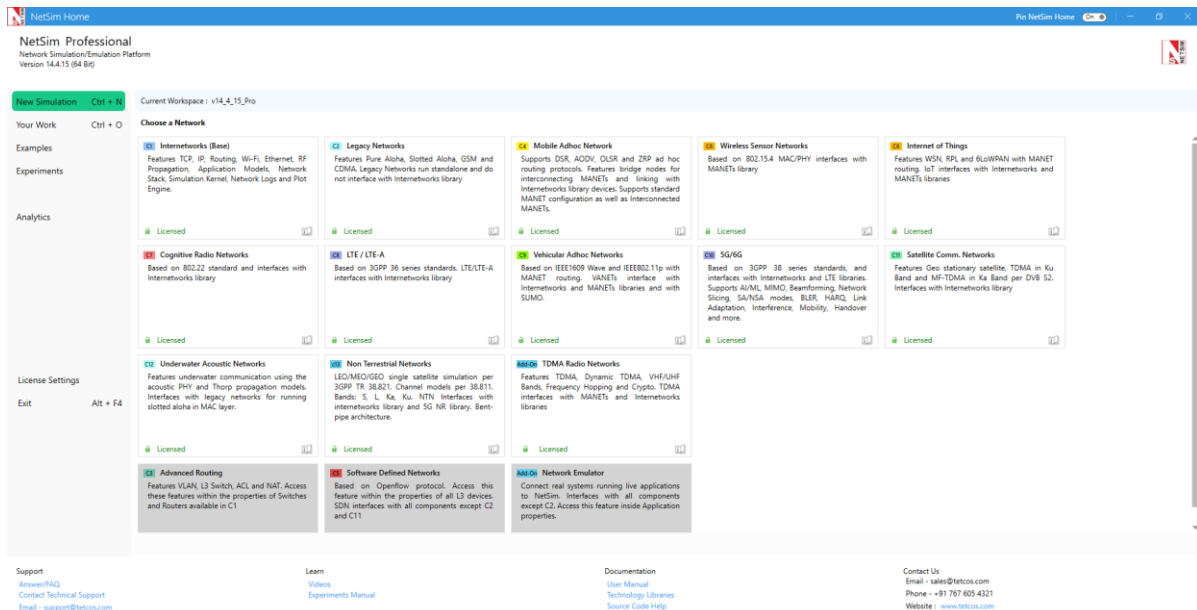 NetSim Home
Pin NetSim Home On
NetSim Professional
Network Simulation/Emulation Platform
Version 14.4.15 (64 Bit)
NETSIM
New Simulation Ctrl + N
Your Work Ctrl + O
Examples
Experiments
Analytics
License Settings
Exit Alt + F4
Current Workspace : v14_4_15_Pro
Choose a Network
C1 Internetworks (Base)
Features TCP, IP, Routing, Wi-Fi, Ethernet, RF
Propagation, Application Models, Network
Stack, Simulation Kernel, Network Logs and Plot
Engine.
Licensed
C2 Legacy Networks
Features Pure Aloha, Slotted Aloha, GSM and
CDMA. Legacy Networks run standalone and do
not interface with Internetworks library
Licensed
C4 Mobile Adhoc Network
Supports DSR, AODV, OLSR and ZRP ad hoc
routing protocols. Features bridge nodes for
interconnecting MANETs and linking with
Internetworks library devices. Supports standard
MANET configuration as well as Interconnected
MANETs.
Licensed
C6 Wireless Sensor Networks
Based on 802.15.4 MAC/PHY interfaces with
MANETs library
Licensed
C6 Internet of Things
Features WSN, RPL and 6LoWPAN with MANET
routing. IoT interfaces with Internetworks and
MANETs libraries
Licensed
C7 Cognitive Radio Networks
Based on 802.22 standard and interfaces with
Internetworks library
Licensed
C8 LTE / LTE-A
Based on 3GPP 36 series standards. LTE/LTE-A
interfaces with Internetworks library
Licensed
C9 Vehicular Adhoc Networks
Based on IEEE1609 Wave and IEEE802.11p with
MANET routing. VANETs interface with
Internetworks and MANETs libraries and with
SUMO.
Licensed
C10 5G/6G
Based on 3GPP 38 series standards, and
interfaces with Internetworks and LTE libraries.
Supports AI/ML, MIMO, Beamforming, Network
Slicing, SA/NSA modes, BLER, HARQ, Link
Adaptation, Interference, Mobility, Handover
and more.
Licensed
C11 Satellite Comm. Networks
Features Geo stationary satellite, TDMA in Ku
Band and MF-TDMA in Ka Band per DVB S2.
Interfaces with Internetworks library
Licensed
C12 Underwater Acoustic Networks
Features underwater communication using the
acoustic PHY and Thorp propagation models.
Interfaces with legacy networks for running
slotted aloha in MAC layer.
Licensed
c13 Non Terrestrial Networks
LEO/MEO/GEO single satellite simulation per
3GPP TR 38.821. Channel models per 38.811.
Bands: S, L, Ka, Ku. NTN Interfaces with
internetworks library and 5G NR library. Bent-
pipe architecture.
Licensed
Add-On TDMA Radio Networks
Features TDMA, Dynamic TDMA, VHF/UHF
Bands, Frequency Hopping and Crypto. TDMA
interfaces with MANETs and Internetworks
libraries
Licensed
C3 Advanced Routing
Features VLAN, L3 Switch, ACL and NAT. Access
these features within the properties of Switches
and Routers available in C1
C5 Software Defined Networks
Based on Openflow protocol. Access this
feature within the properties of all L3 devices.
SDN interfaces with all components except C2
and C11
Add-On Network Emulator
Connect real systems running live applications
to NetSim. Interfaces with all components
except C2. Access this feature inside Application
properties.
Support
Answer/FAQ
Contact Technical Support
Email - support@tetcos.com
Learn
Videos
Experiments Manual
Documentation
User Manual
Technology Libraries
Source Code Help
Contact Us
Email - sales@tetcos.com
Phone - +91 767 605 4321
Website : www.tetcos.com